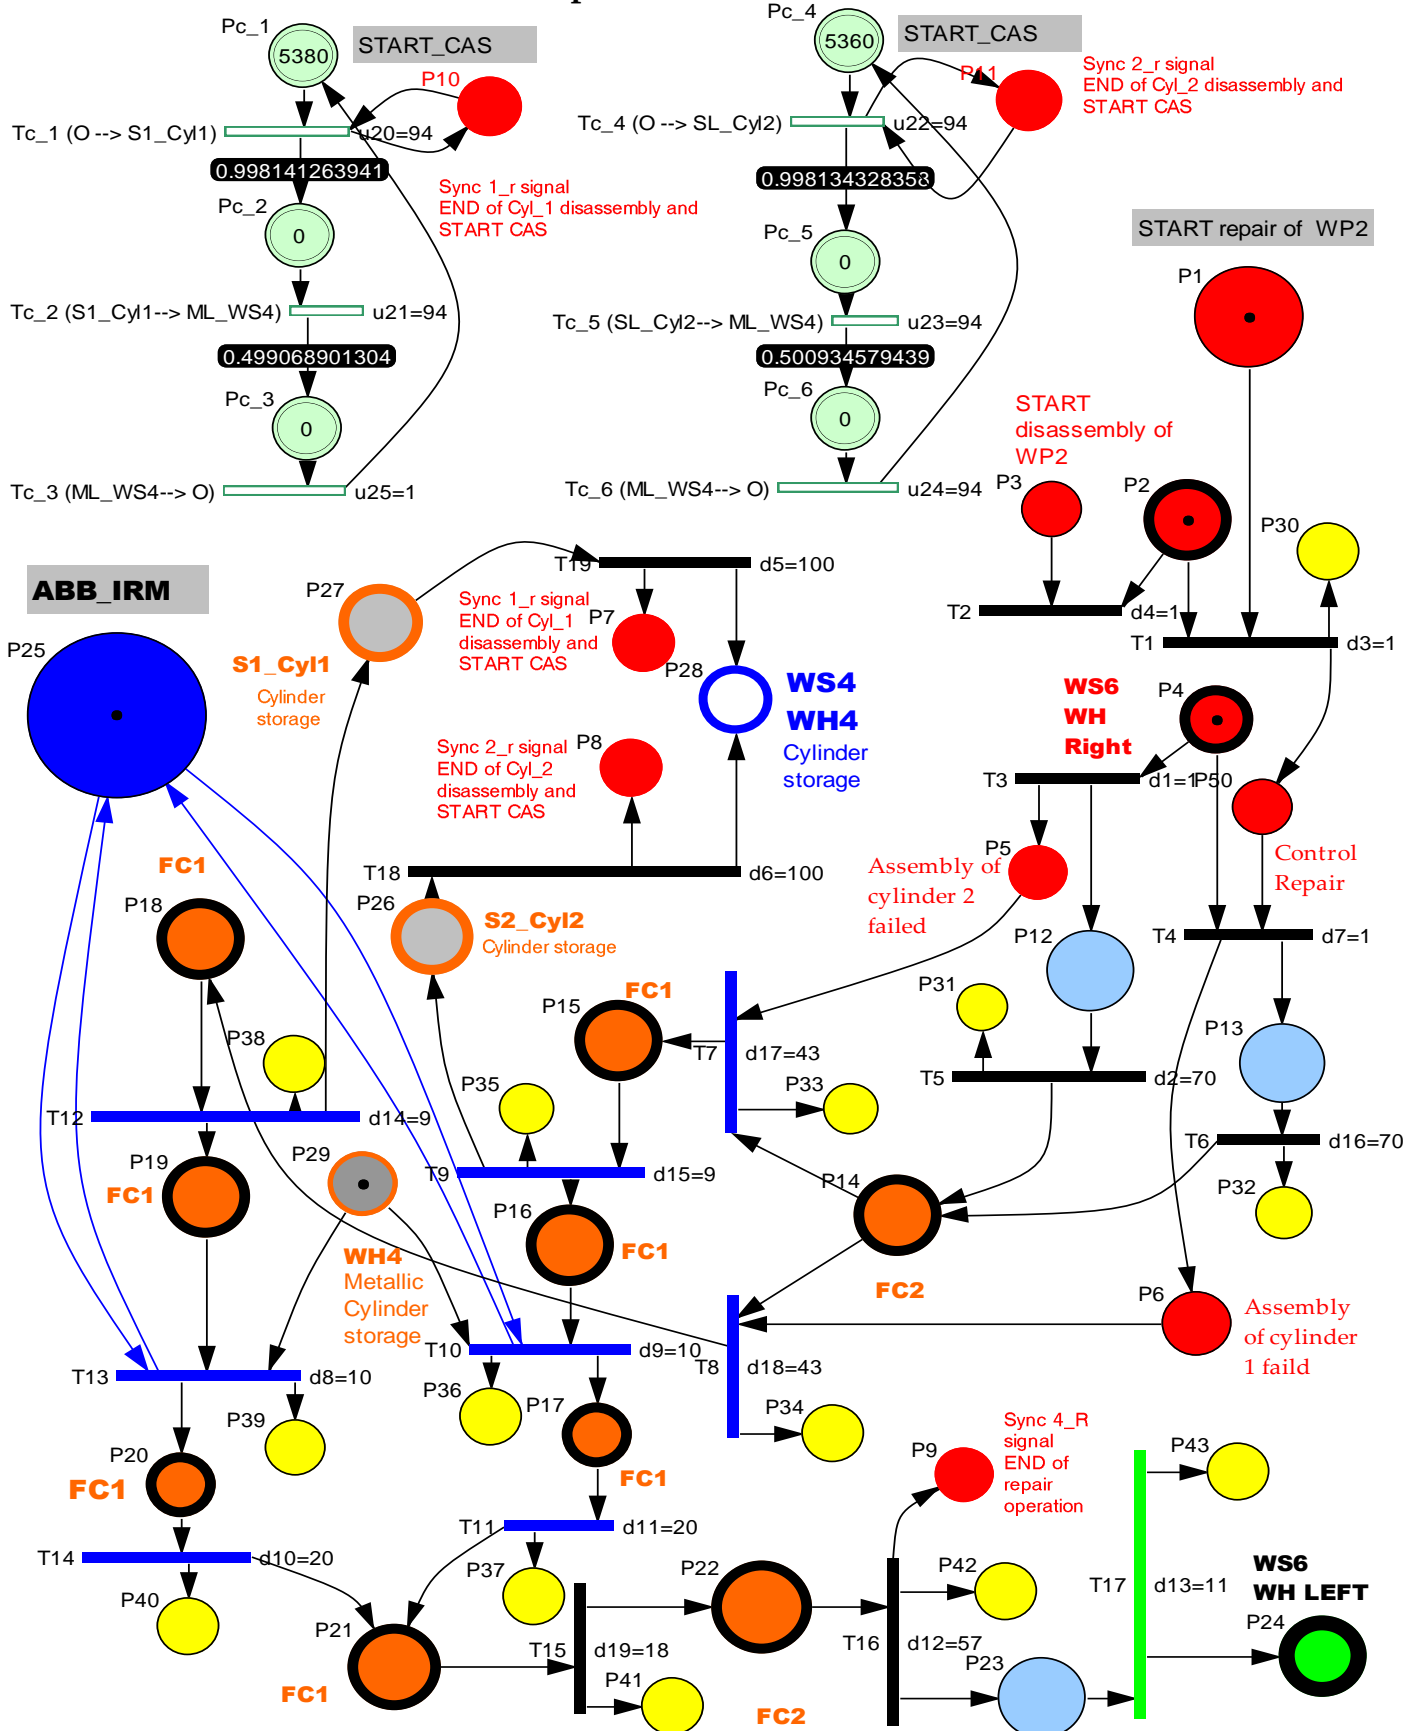 Pc_1
5380
START_CAS
P10
Tc_1 (O --> S1_Cyl1)
u20=94
0.998141263941
Sync 1_r signal
END of Cyl_1 disassembly and
START CAS
Pc_2
0
Tc_2 (S1_Cyl1--> ML_WS4)
u21=94
0.499068901304
Pc_3
0
Tc_3 (ML_WS4--> O)
u25=1
Pc_4
5360
START_CAS
P11
Sync 2_r signal
END of Cyl_2 disassembly and
START CAS
Tc_4 (O --> SL_Cyl2)
u22=94
0.998134328358
Pc_5
0
Tc_5 (SL_Cyl2--> ML_WS4)
u23=94
0.500934579439
Pc_6
0
Tc_6 (ML_WS4--> O)
u24=94
START repair of WP2
P1
START
disassembly of
WP2
P3
P2
P30
T2
d4=1
T1
d3=1
ABB_IRM
P25
P27
S1_Cyl1
Cylinder
storage
T19
d5=100
Sync 1_r signal
END of Cyl_1
disassembly and
START CAS
P7
P28
WS4
WH4
Cylinder
storage
Sync 2_r signal
END of Cyl_2
disassembly and
START CAS
P8
T18
d6=100
P26
S2_Cyl2
Cylinder storage
WS6
WH
Right
P4
T3
d1=1
P50
P5
Assembly of
cylinder 2
failed
Control
Repair
P12
T4
d7=1
FC1
P18
P38
T12
d14=9
P19
FC1
P29
WH4
Metallic
Cylinder
storage
P15
FC1
T7
d17=43
P33
P35
T9
d15=9
P16
FC1
P31
T5
d2=70
P13
T6
d16=70
P32
P14
FC2
P6
Assembly
of cylinder
1 faild
T13
d8=10
P39
T10
d9=10
P36
P17
FC1
T8
d18=43
P34
P20
FC1
T14
d10=20
P40
T11
d11=20
P37
P21
FC1
T15
d19=18
P41
P22
FC2
P9
Sync 4_R
signal
END of
repair
operation
P42
T16
d12=57
P23
T17
d13=11
P43
WS6
WH LEFT
P24